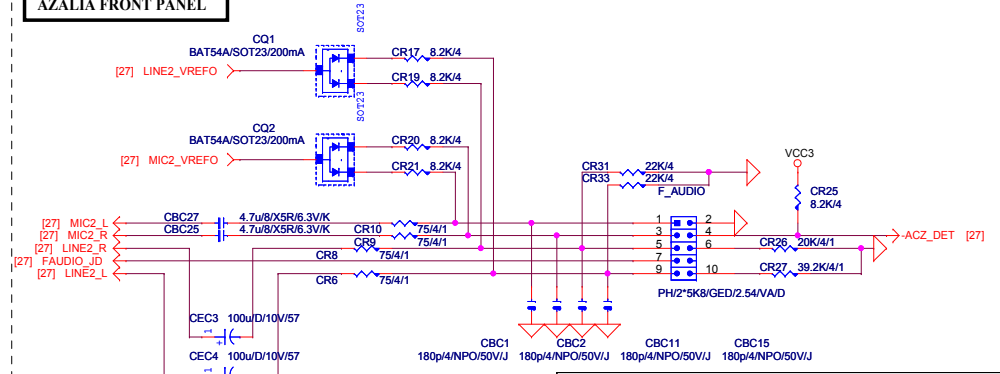 AZALIA FRONT PANEL
SOT23
CQ1
BAT54A/SOT23/200mA
CR17 8.2K/4
[27] LINE2_VREFO
CR19 8.2K/4
SOT23
CQ2
BAT54A/SOT23/200mA
CR20 8.2K/4
[27] MIC2_VREFO
CR21 8.2K/4
CR31 22K/4
CR33 22K/4
F_AUDIO
VCC3
CR25
8.2K/4
[27] MIC2_L CBC27 4.7u/8/X5R/6.3V/K
[27] MIC2_R CBC25 4.7u/8/X5R/6.3V/K CR10 75/4/1
[27] LINE2_R CR9 75/4/1
[27] FAUDIO_JD CR8 75/4/1
[27] LINE2_L CR6 75/4/1
1 2
3 4
5 6
7
9 10
-ACZ_DET [27]
CR26 20K/4/1
CR27 39.2K/4/1
PH/2*5K8/GED/2.54/VA/D
CEC3 100u/D/10V/57
1
+
CBC1 CBC2 CBC11 CBC15
180p/4/NPO/50V/J 180p/4/NPO/50V/J 180p/4/NPO/50V/J 180p/4/NPO/50V/J
CEC4 100u/D/10V/57
1